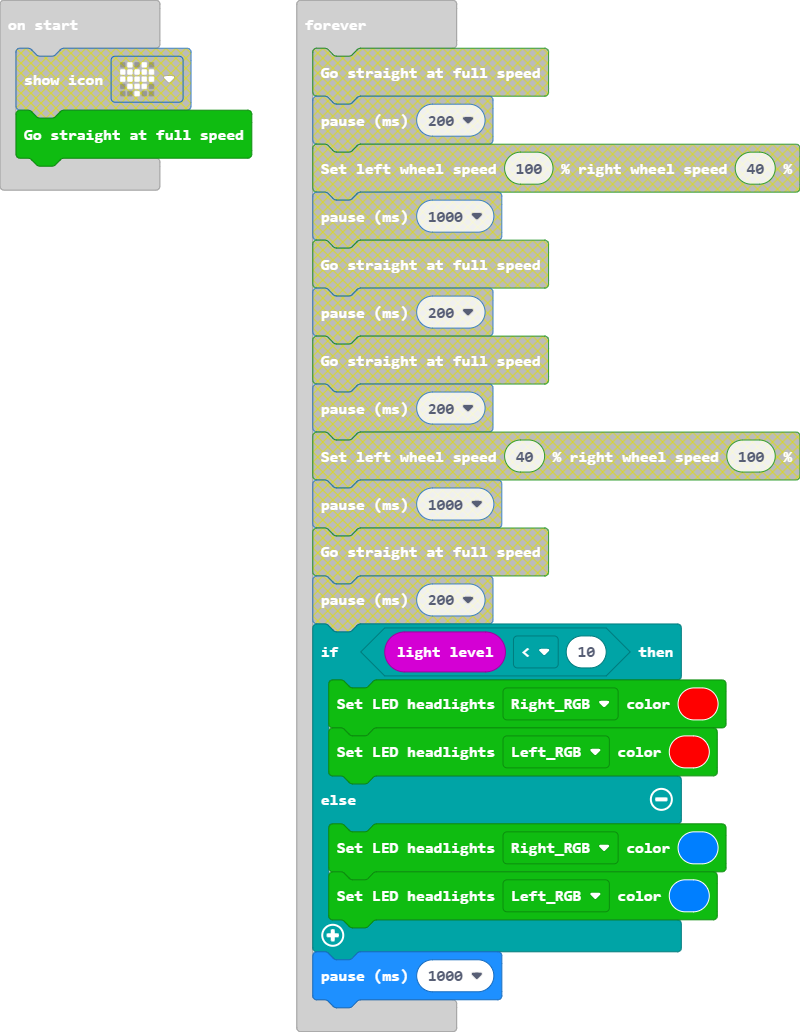 on start
show icon
Go straight at full speed
forever
Go straight at full speed
pause (ms) 200
Set left wheel speed 100 % right wheel speed 40 %
pause (ms) 1000
Go straight at full speed
pause (ms) 200
Go straight at full speed
pause (ms) 200
Set left wheel speed 40 % right wheel speed 100 %
pause (ms) 1000
Go straight at full speed
pause (ms) 200
if light level < 10 then
Set LED headlights Right_RGB color
Set LED headlights Left_RGB color
else
Set LED headlights Right_RGB color
Set LED headlights Left_RGB color
pause (ms) 1000